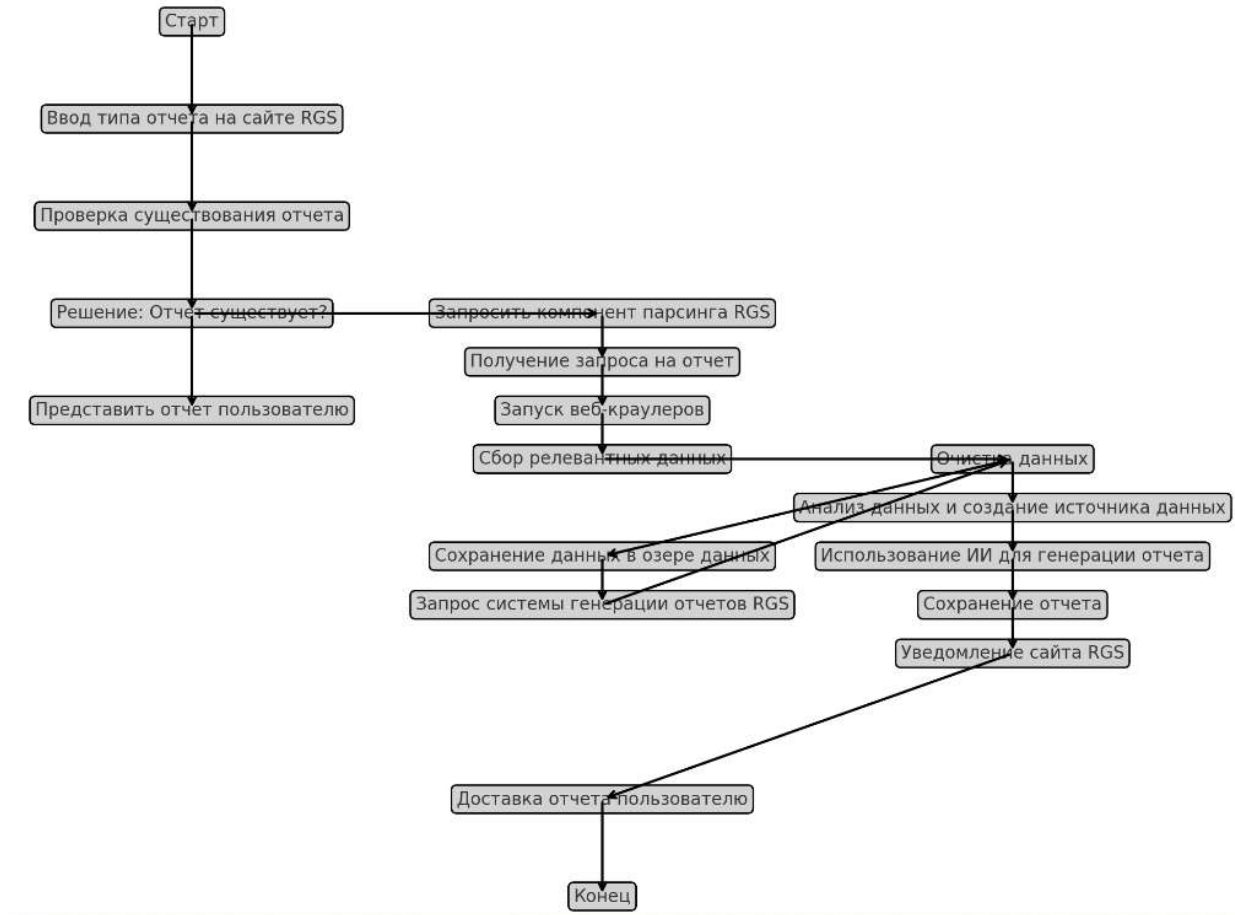 Старт
Ввод типа отчета на сайте RGS
Проверка существования отчета
Решение: Отчет существует?
Запросить компонент парсинга RGS
Получение запроса на отчет
Представить отчет пользователю
Запуск веб-краулеров
Сбор релевантных данных
Очистка данных
Анализ данных и создание источника данных
Сохранение данных в озере данных
Использование ИИ для генерации отчета
Запрос системы генерации отчетов RGS
Сохранение отчета
Уведомление сайта RGS
Доставка отчета пользователю
Конец